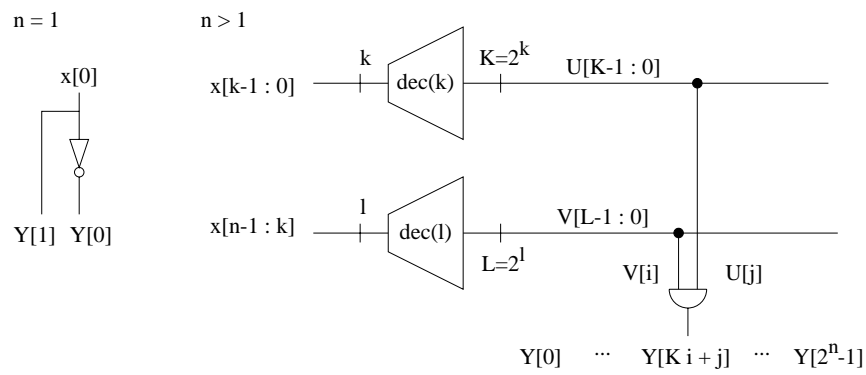 n = 1
n > 1
x[0]
Y[1] Y[0]
k
K=2^k
U[K-1 : 0]
x[k-1 : 0]
dec(k)
l
V[L-1 : 0]
x[n-1 : k]
dec(l)
L=2^l
V[i]
U[j]
Y[0] ... Y[K i + j] ... Y[2^n-1]